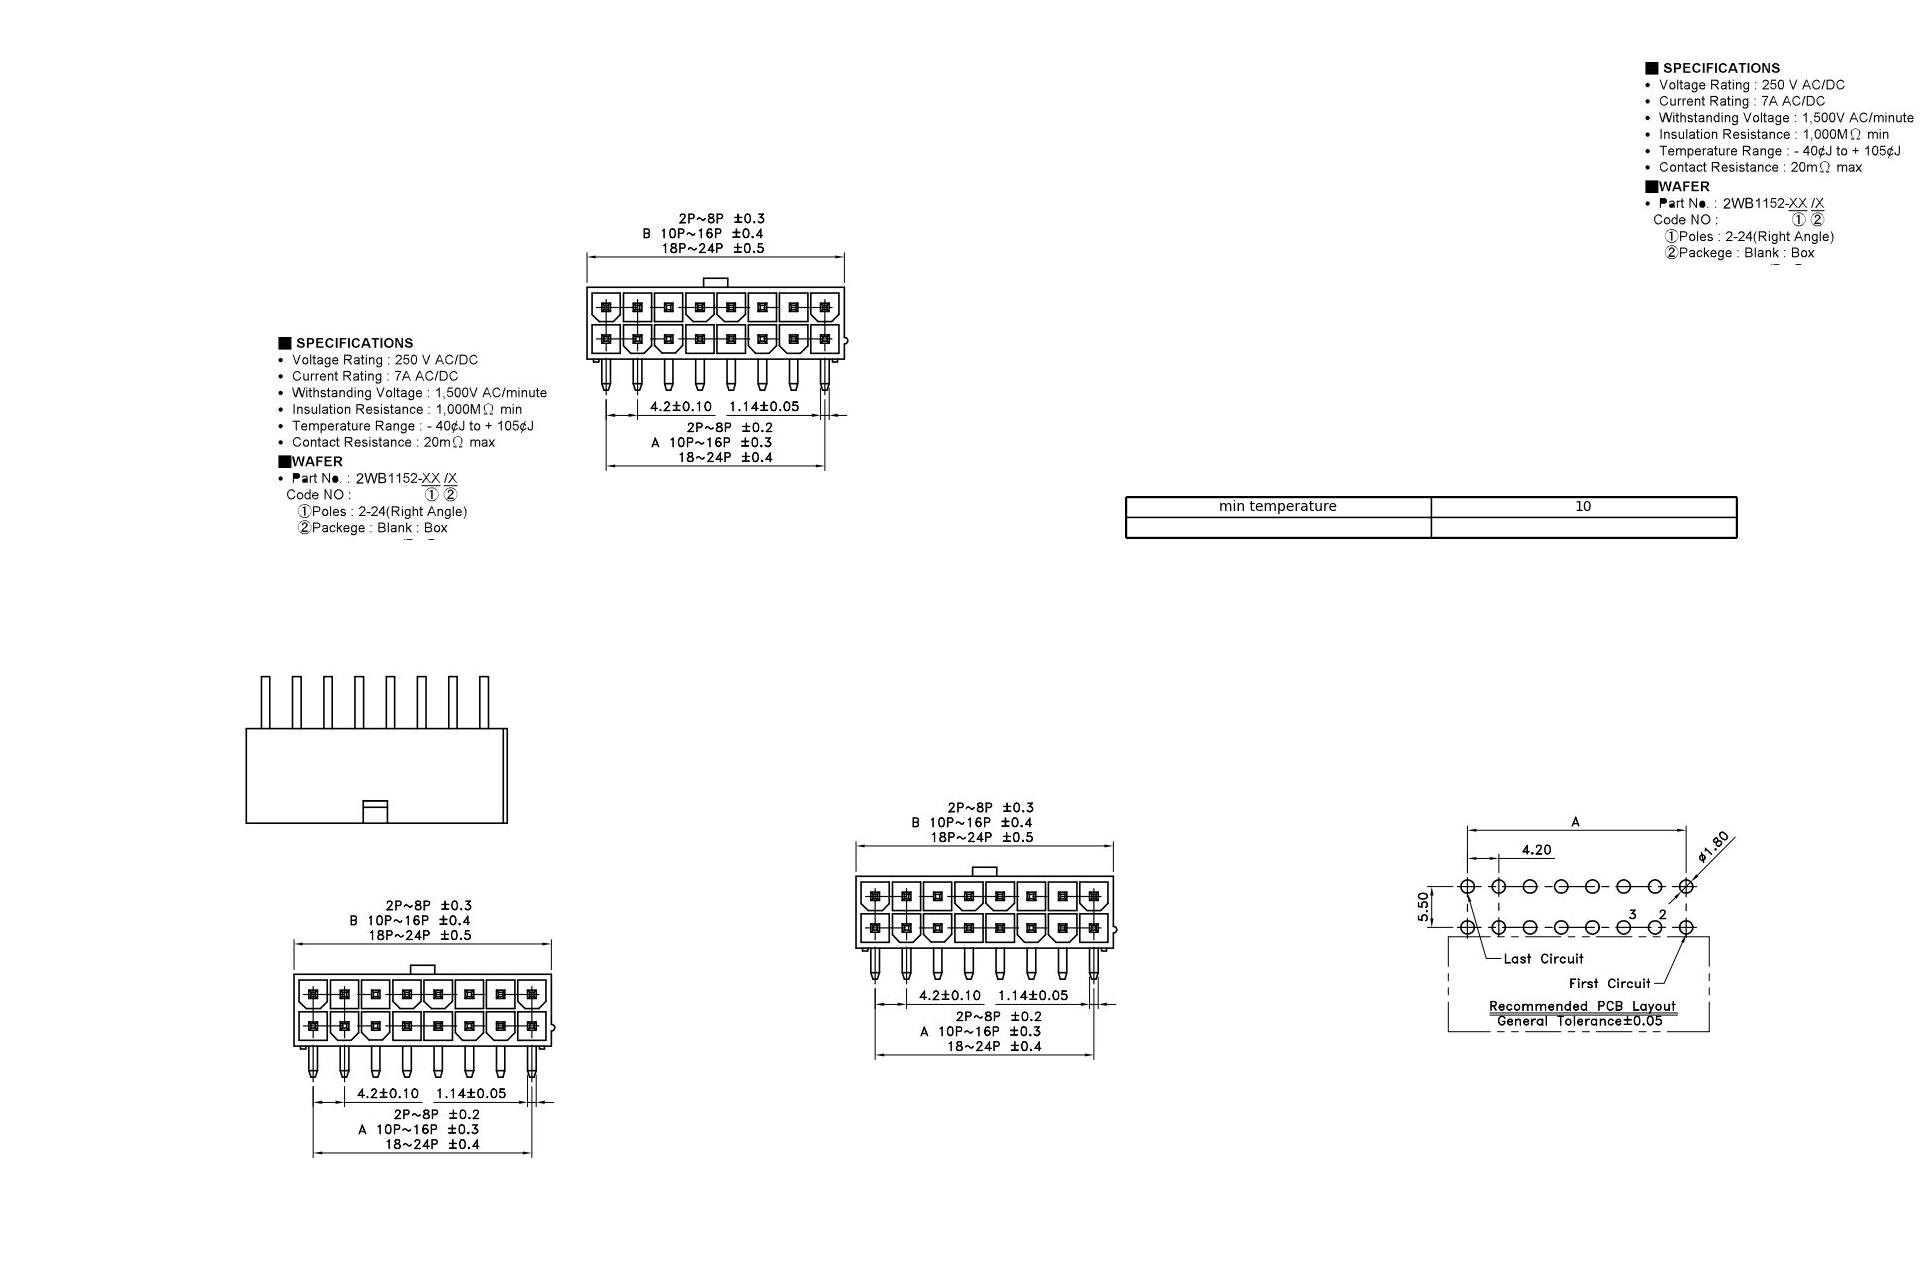 ■ SPECIFICATIONS
• Voltage Rating : 250 V AC/DC
• Current Rating : 7A AC/DC
• Withstanding Voltage : 1,500V AC/minute
• Insulation Resistance : 1,000MΩ min
• Temperature Range : - 40¢J to + 105¢J
• Contact Resistance : 20mΩ max
■WAFER
• Part No. : 2WB1152-XX /X
Code NO : ① ②
①Poles : 2-24(Right Angle)
②Packege : Blank : Box
2P~8P ±0.3
B 10P~16P ±0.4
18P~24P ±0.5
4.2±0.10 1.14±0.05
2P~8P ±0.2
A 10P~16P ±0.3
18~24P ±0.4
■ SPECIFICATIONS
• Voltage Rating : 250 V AC/DC
• Current Rating : 7A AC/DC
• Withstanding Voltage : 1,500V AC/minute
• Insulation Resistance : 1,000MΩ min
• Temperature Range : - 40¢J to + 105¢J
• Contact Resistance : 20mΩ max
■WAFER
• Part No. : 2WB1152-XX /X
Code NO : ① ②
①Poles : 2-24(Right Angle)
②Packege : Blank : Box
min temperature 10
2P~8P ±0.3
B 10P~16P ±0.4
18P~24P ±0.5
4.2±0.10 1.14±0.05
2P~8P ±0.2
A 10P~16P ±0.3
18~24P ±0.4
A
4.20
ø1.80
5.50
3 2
Last Circuit
First Circuit
Recommended PCB Layout
General Tolerance±0.05
2P~8P ±0.3
B 10P~16P ±0.4
18P~24P ±0.5
4.2±0.10 1.14±0.05
2P~8P ±0.2
A 10P~16P ±0.3
18~24P ±0.4